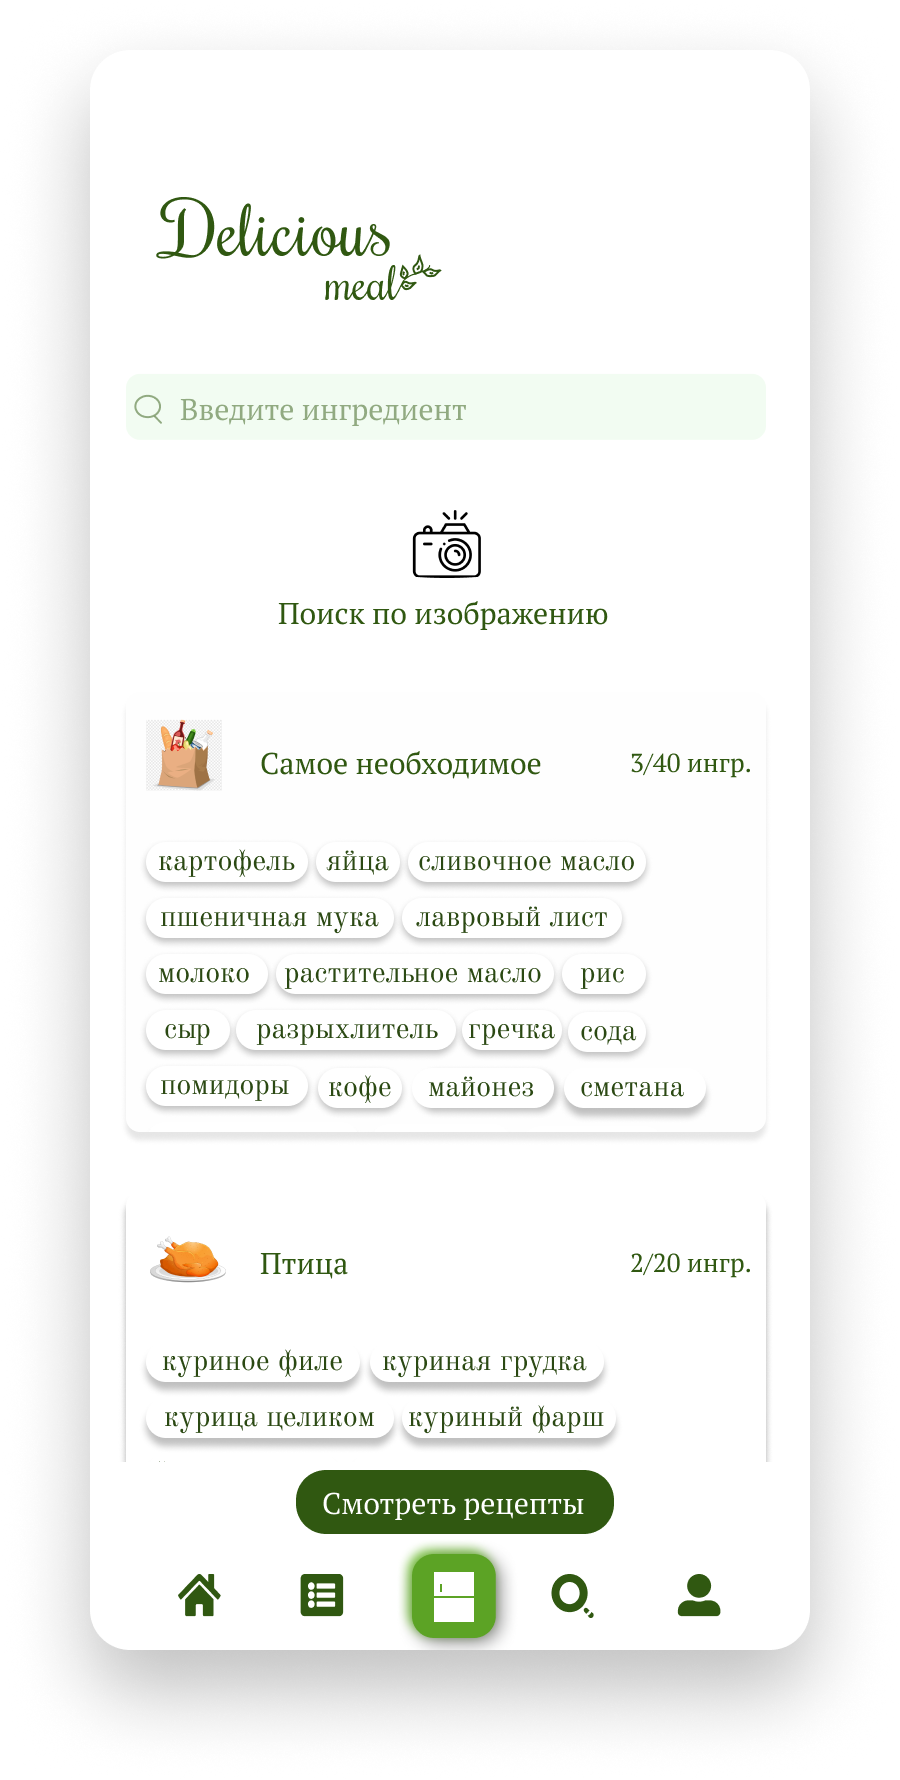 Delicious
meal
Введите ингредиент
Поиск по изображению
Самое необходимое 3/40 ингр.
картофель яйца сливочное масло
пшеничная мука лавровый лист
молоко растительное масло рис
сыр разрыхлитель гречка сода
помидоры кофе майонез сметана
Птица 2/20 ингр.
куриное филе куриная грудка
курица целиком куриный фарш
Смотреть рецепты